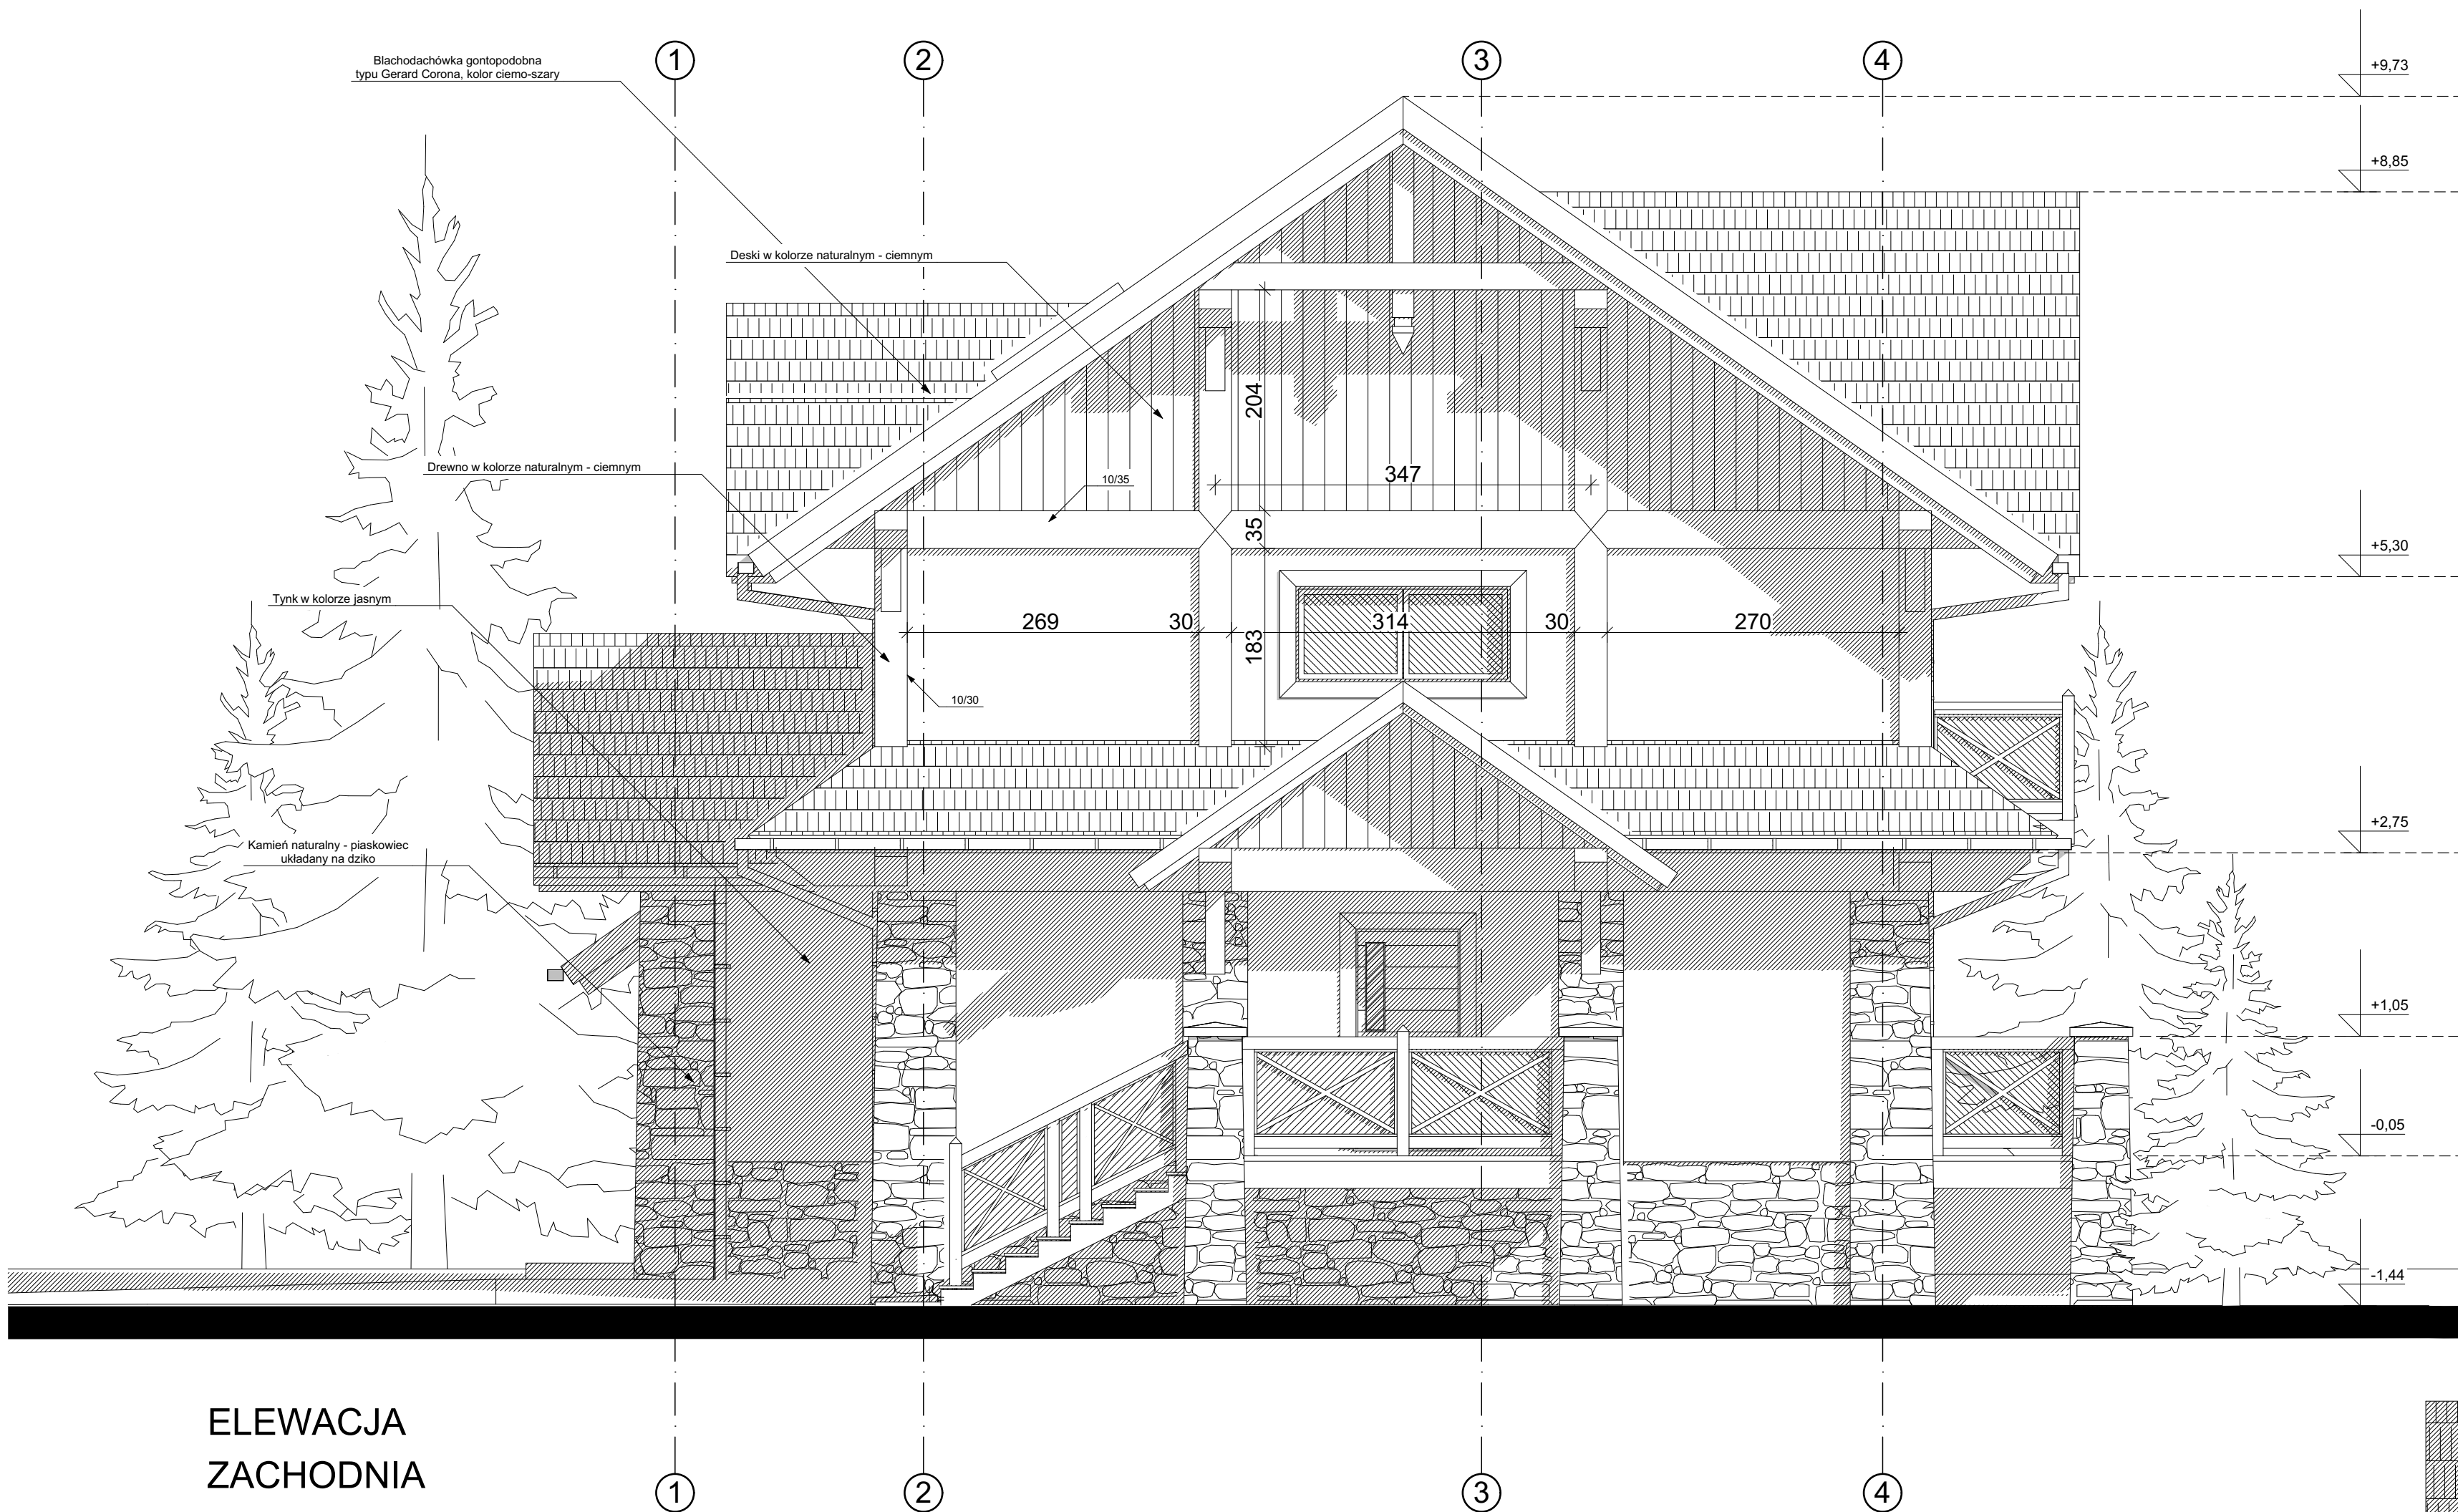 1
2
3
4
Blachodachówka gontopodobna
typu Gerard Corona, kolor ciemo-szary
+9,73
+8,85
Deski w kolorze naturalnym - ciemnym
204
Drewno w kolorze naturalnym - ciemnym
347
10/35
35
+5,30
Tynk w kolorze jasnym
269
30
314
30
270
183
10/30
+2,75
Kamień naturalny - piaskowiec
układany na dziko
+1,05
-0,05
-1,44
ELEWACJA
ZACHODNIA
1
2
3
4